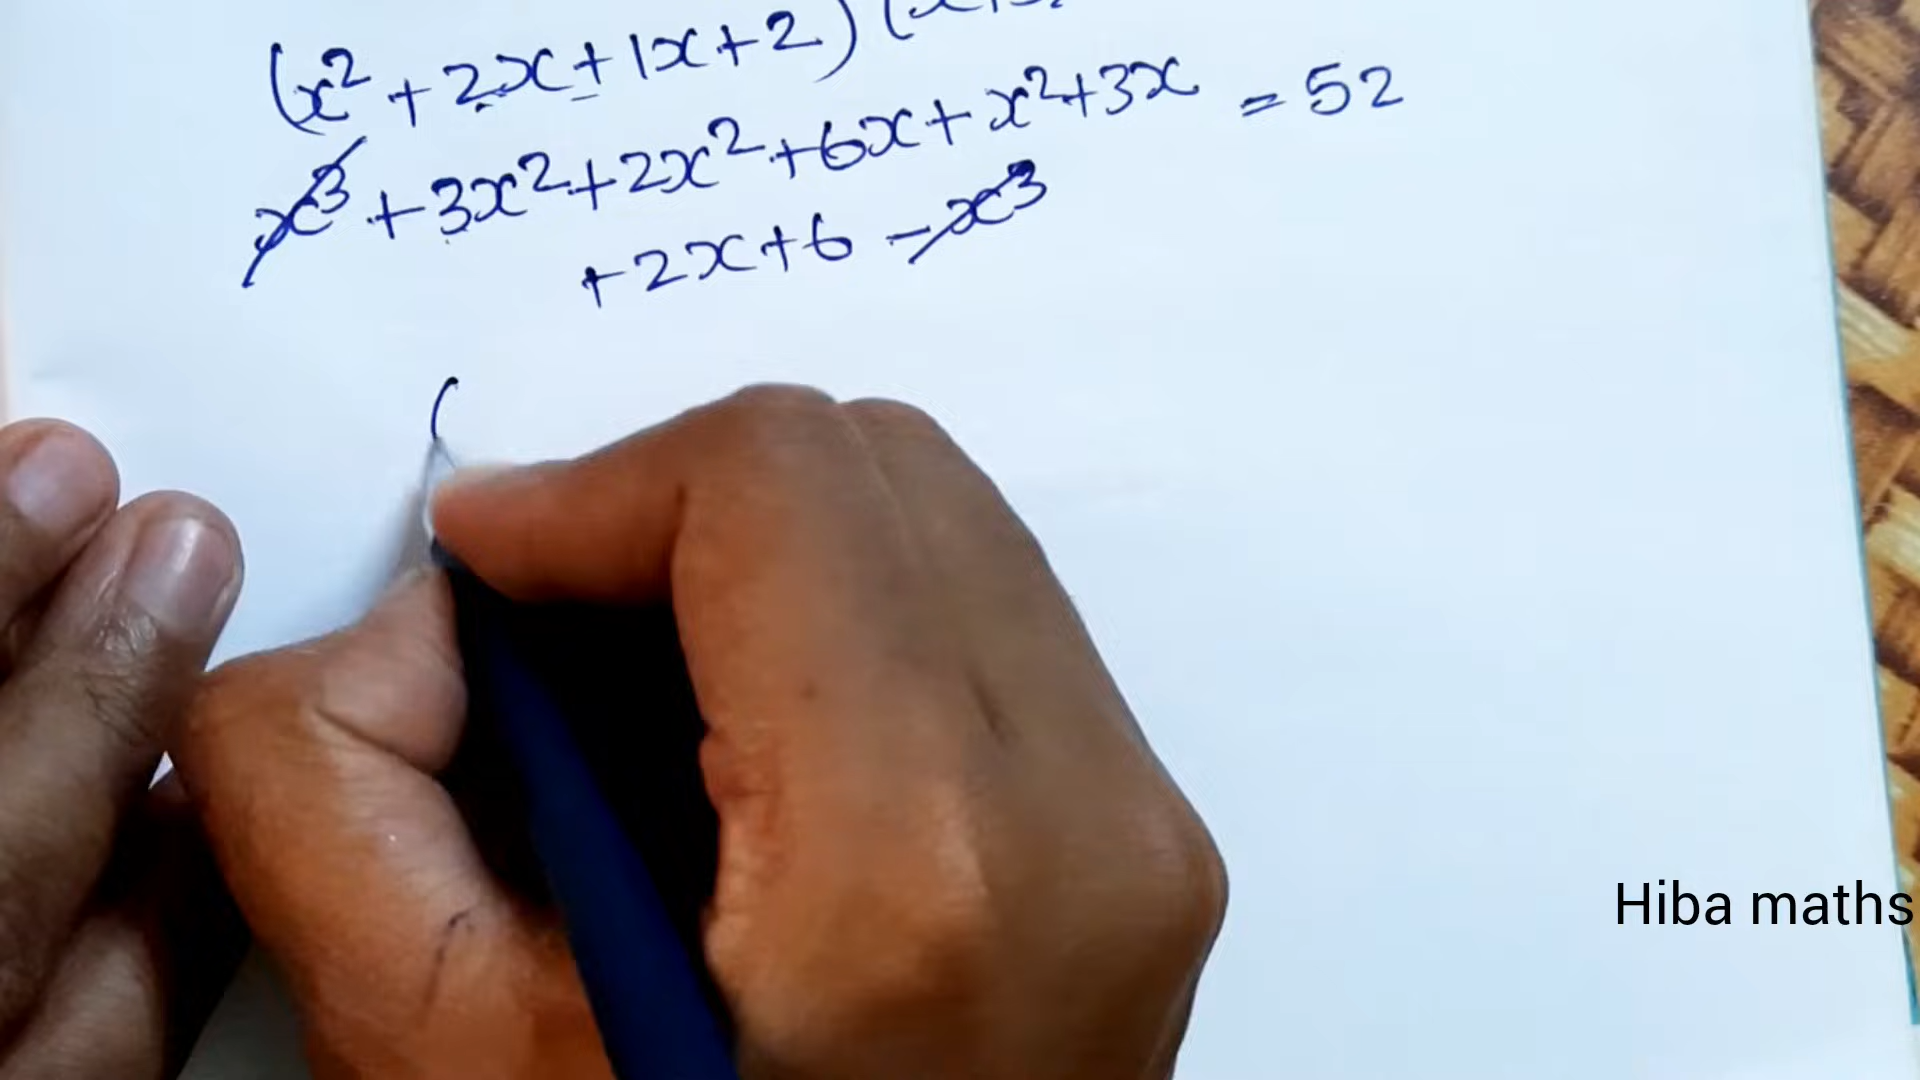 (x² + 2x + 1x + 2) (x
x³ + 3x² + 2x² + 6x + x² + 3x = 52
+ 2x + 6 - x³
(
Hiba maths